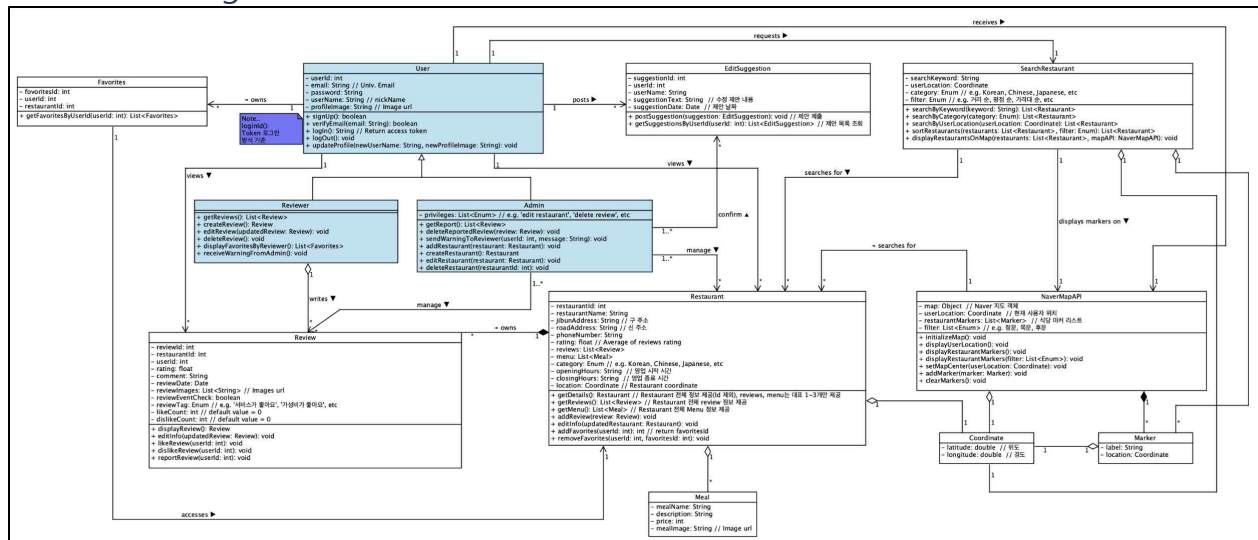 receives ▶
requests ▶
Favorites
- fovoritesId: int
- userId: int
- restaurantId: int
+ getFavoritesByUserId(userId: int): List<Favorites>
User
- userId: int
- email: String // Univ. Email
- password: String
- userName: String // nickName
- profileImage: String // Image url
+ signUp(): boolean
+ verifyEmail(email: String): boolean
+ logIn(): String // Return access token
+ logOut(): void
+ updateProfile(newUserName: String, newProfileImage: String): void
Note..
loginId():
Token 로그인
방식 기준
EditSuggestion
- suggestionId: int
- userId: int
- userName: String
- suggestionText: String // 수정 제안 내용
- suggestionDate: Date // 제안 날짜
+ postSuggestion(suggestion: EditSuggestion): void // 제안 제출
+ getSuggestionsByUserId(userId: int): List<EditSuggestion> // 제안 목록 조회
SearchRestaurant
- searchKeyword: String
- userLocation: Coordinate
- category: Enum // e.g. Korean, Chinese, Japanese, etc
- filter: Enum // e.g. 거리 순, 평점 순, 가격대 순, etc
+ searchByKeyword(keyword: String): List<Restaurant>
+ searchByCategory(category: Enum): List<Restaurant>
+ searchByUserLocation(userLocation: Coordinate): List<Restaurant>
+ sortRestaurants(restaurants: List<Restaurant>, filter: Enum): List<Restaurant>
+ displayRestaurantsOnMap(restaurants: List<Restaurant>, mapAPI: NaverMapAPI): void
owns
posts ▶
views ▼
views ▼
searches for ▼
displays markers on ▼
Reviewer
+ getReviews(): List<Review>
+ createReview(): Review
+ editReview(updatedReview: Review): void
+ deleteReview(): void
+ displayFavoritesByReviewer(): List<Favorites>
+ receiveWarningFromAdmin(): void
Admin
- privileges: List<Enum> // e.g. 'edit restaurant', 'delete review', etc
+ getReport(): List<Review>
+ deleteReportedReview(review: Review): void
+ sendWarningToReviewer(userId: int, message: String): void
+ addRestaurant(restaurant: Restaurant): void
+ createRestaurant(): Restaurant
+ editRestaurant(restaurant: Restaurant): void
+ deleteRestaurant(restaurantId: int): void
confirm ▲
1..*
manage ▼
1..*
searches for
writes ▼
manage ▼
1..*
owns
Review
- reviewId: int
- restaurantId: int
- userId: int
- rating: float
- comment: String
- reviewDate: Date
- reviewImages: List<String> // Images url
- reviewEventCheck: boolean
- reviewTag: Enum // e.g. '서비스가 좋아요', '가성비가 좋아요', etc
- likeCount: int // default value = 0
- dislikeCount: int // default value = 0
+ displayReview(): Review
+ editInfo(updatedReview: Review): void
+ likeReview(userId: int): void
+ dislikeReview(userId: int): void
+ reportReview(userId: int): void
Restaurant
- restaurantId: int
- restaurantName: String
- jibunAddress: String // 구 주소
- roadAddress: String // 신 주소
- phoneNumber: String
- rating: float // Average of reviews rating
- reviews: List<Review>
- menu: List<Meal>
- category: Enum // e.g. Korean, Chinese, Japanese, etc
- openingHours: String // 영업 시작 시간
- closingHours: String // 영업 종료 시간
- location: Coordinate // Restaurant coordinate
+ getDetails(): Restaurant // Restaurant 전체 정보 제공(Id 제외), reviews, menu는 대표 1~3개만 제공
+ getReviews(): List<Review> // Restaurant 전체 review 정보 제공
+ getMenu(): List<Meal> // Restaurant 전체 Menu 정보 제공
+ addReview(review: Review): void
+ editInfo(updatedRestaurant: Restaurant): void
+ addFavorites(userId: int): int // return favoritesId
+ removeFavorites(userId: int, favoritesId: int): void
NaverMapAPI
- map: Object // Naver 지도 객체
- userLocation: Coordinate // 현재 사용자 위치
- restaurantMarkers: List<Marker> // 식당 마커 리스트
- filter: List<Enum> // e.g. 정문, 쪽문, 후문
+ initializeMap(): void
+ displayUserLocation(): void
+ displayRestaurantMarkers(): void
+ displayRestaurantMarkers(filter: List<Enum>): void
+ setMapCenter(userLocation: Coordinate): void
+ addMarker(marker: Marker): void
+ clearMarkers(): void
Coordinate
- latitude: double // 위도
- longitude: double // 경도
Marker
- label: String
- location: Coordinate
Meal
- mealName: String
- description: String
- price: int
- mealImage: String // Image url
accesses ▶